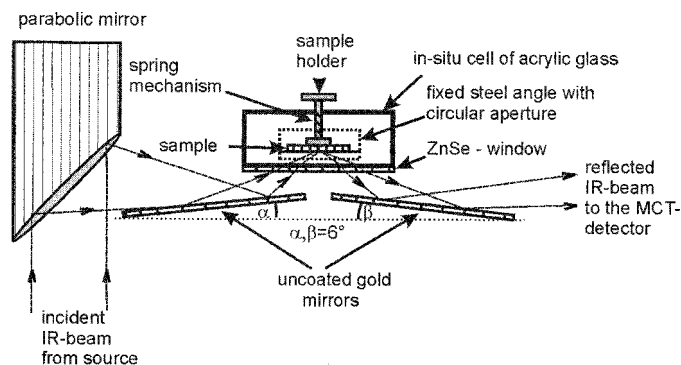 parabolic mirror
sample
holder
spring
mechanism
in-situ cell of acrylic glass
fixed steel angle with
circular aperture
sample
ZnSe - window
reflected
IR-beam
to the MCT-
detector
α
β
α,β=6°
uncoated gold
mirrors
incident
IR-beam
from source